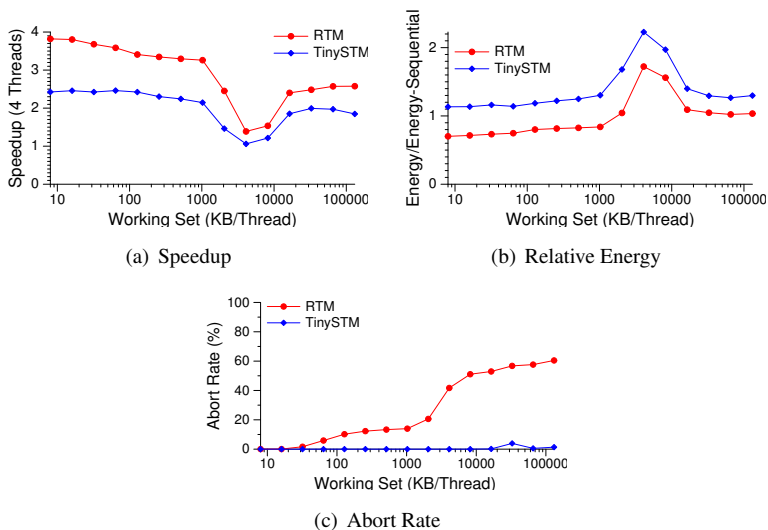 4
3
2
1
0
Speedup (4 Threads)
RTM
TinySTM
10
100
1000
10000
100000
Working Set (KB/Thread)
(a) Speedup
2
1
0
Energy/Energy-Sequential
RTM
TinySTM
10
100
1000
10000
100000
Working Set (KB/Thread)
(b) Relative Energy
100
80
60
40
20
0
Abort Rate (%)
RTM
TinySTM
10
100
1000
10000
100000
Working Set (KB/Thread)
(c) Abort Rate